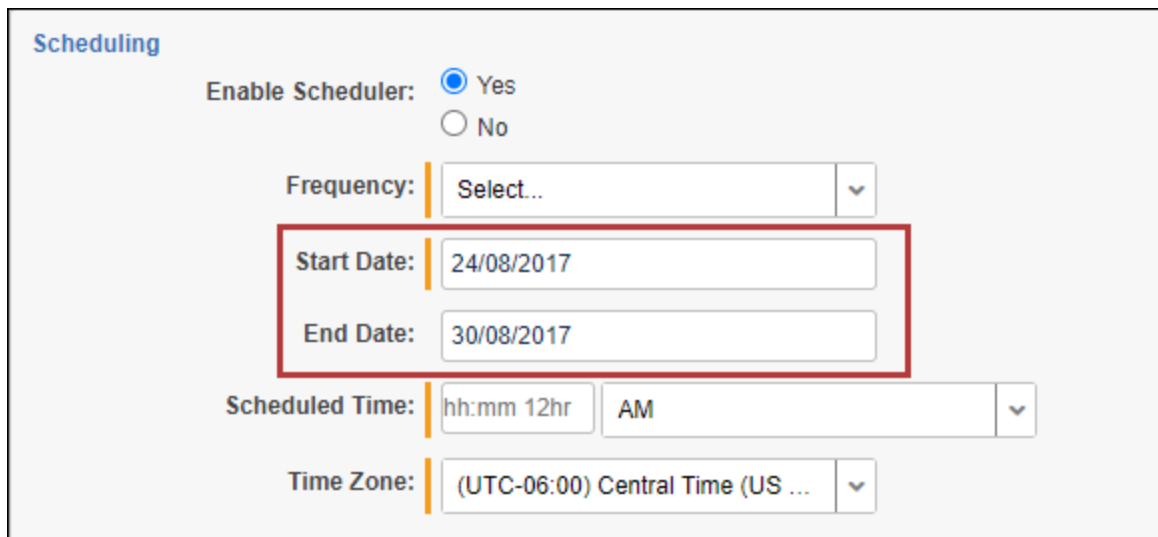 Scheduling
Enable Scheduler: Yes
No
Frequency: Select...
Start Date: 24/08/2017
End Date: 30/08/2017
Scheduled Time: hh:mm 12hr AM
Time Zone: (UTC-06:00) Central Time (US ...